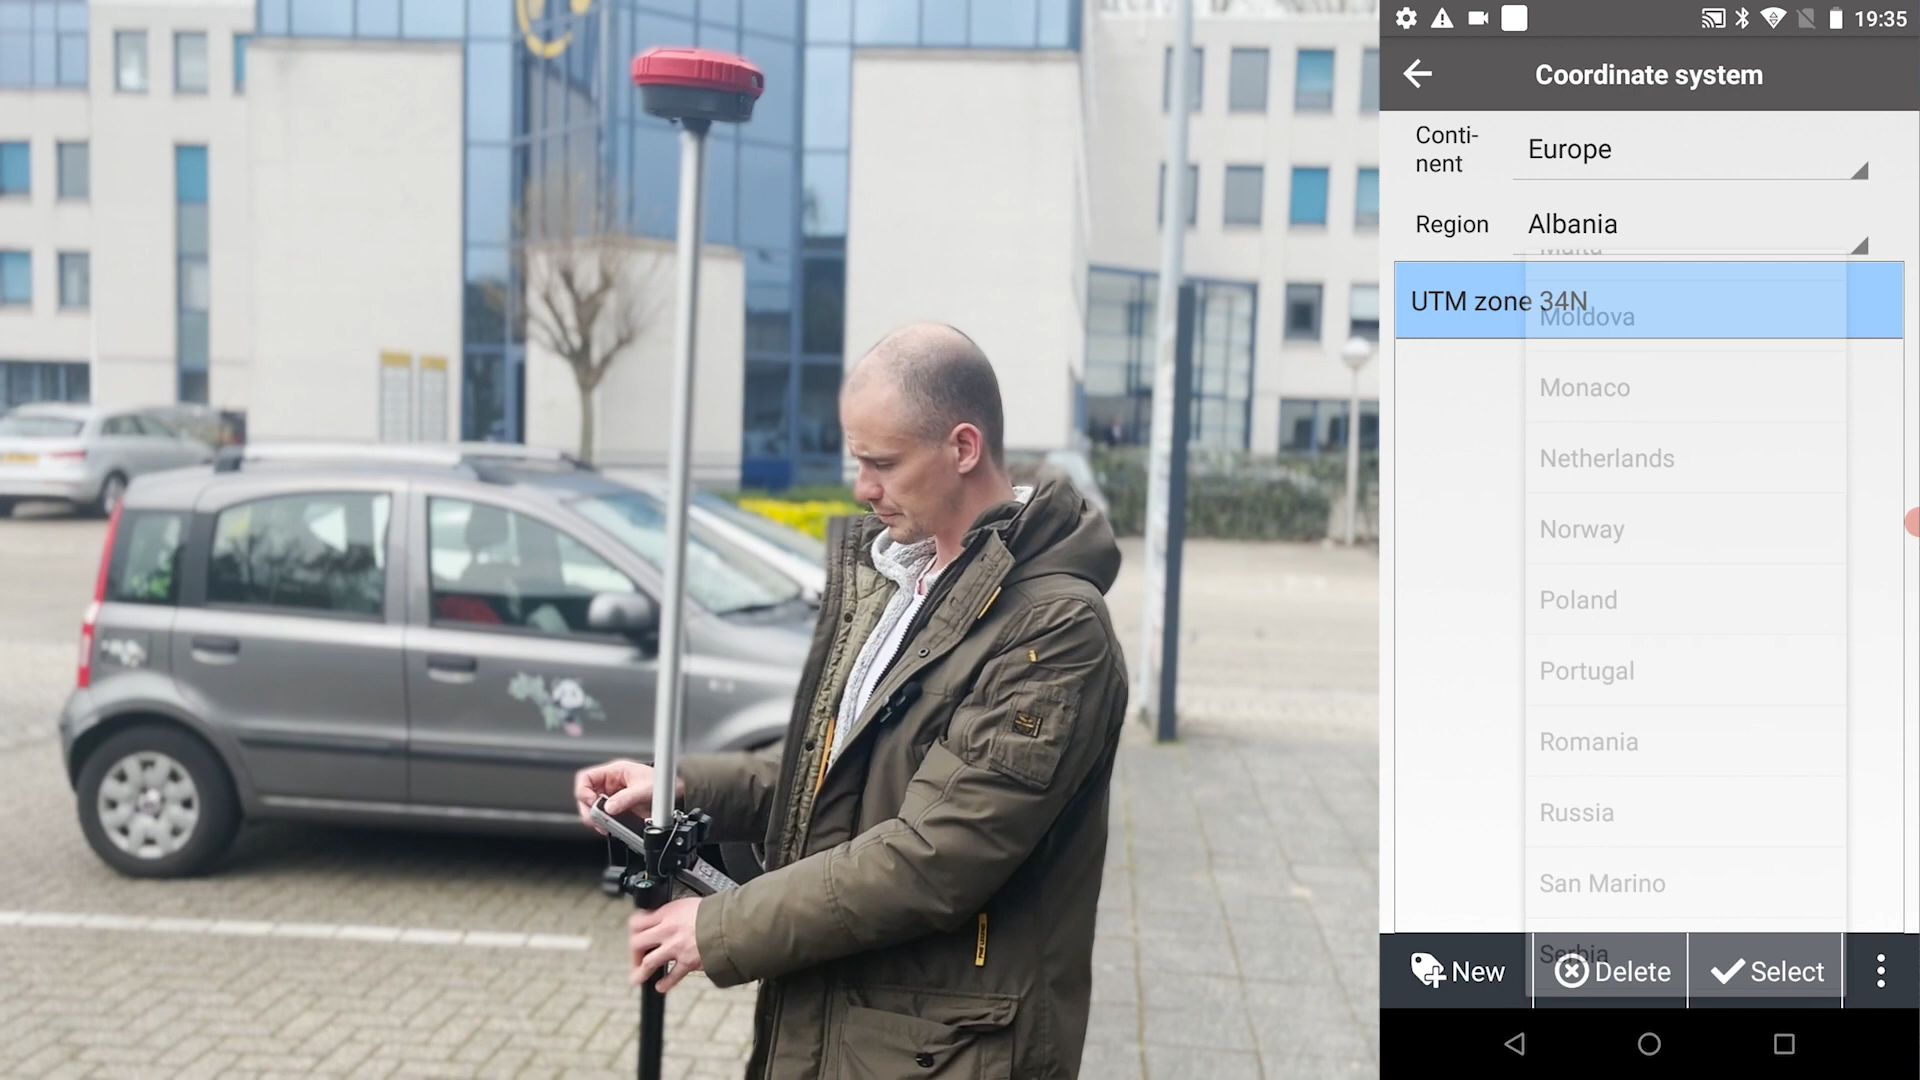 19:35
Coordinate system
Conti-
nent
Europe
Region
Albania
Malta
UTM zone 34N
Moldova
Monaco
Netherlands
Norway
Poland
Portugal
Romania
Russia
San Marino
Serbia
New
Delete
Select